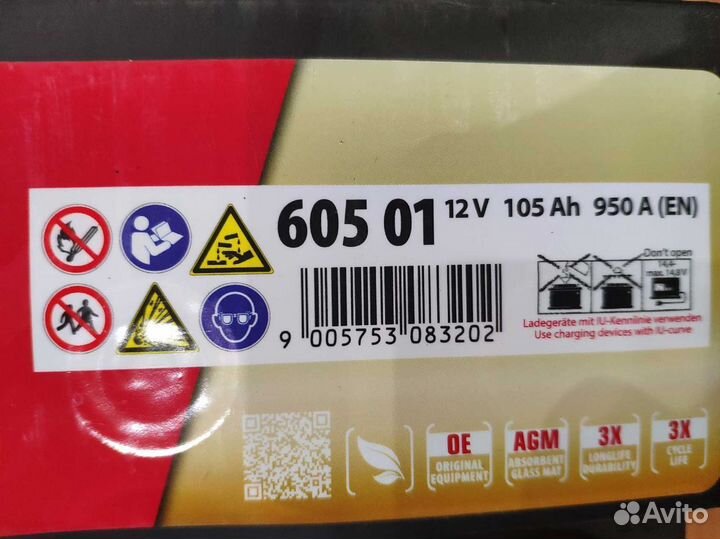 605 01 12 V 105 Ah 950 A (EN)
Don't open
14,4-
max. 14,8 V
9 005753 083202
Ladegeräte mit IU-Kennlinie verwenden
Use charging devices with IU-curve
OE
ORIGINAL
EQUIPMENT
AGM
ABSORBENT
GLASS MAT
3X
LONGLIFE
DURABILITY
3X
CYCLE
LIFE
Avito